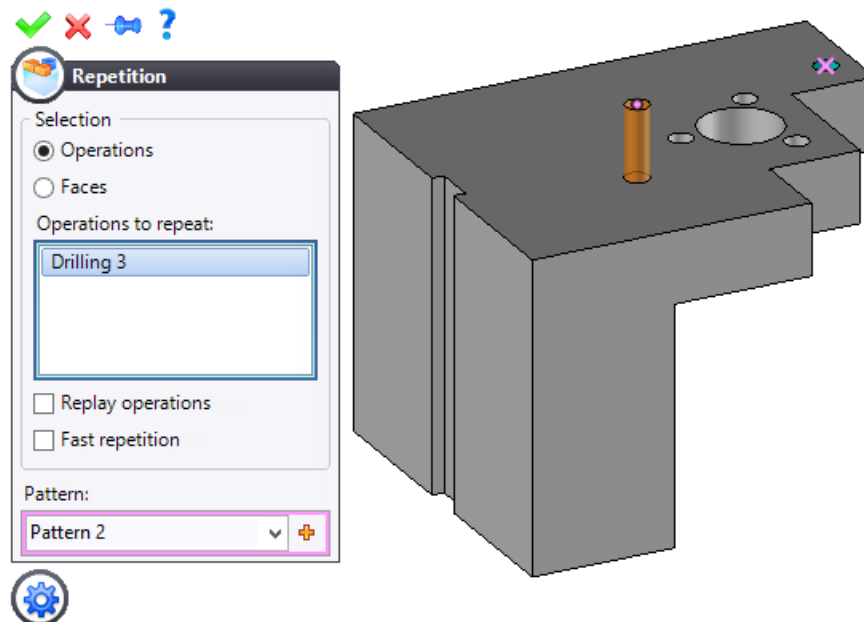 ?
Repetition
Selection
Operations
Faces
Operations to repeat:
Drilling 3
Replay operations
Fast repetition
Pattern:
Pattern 2